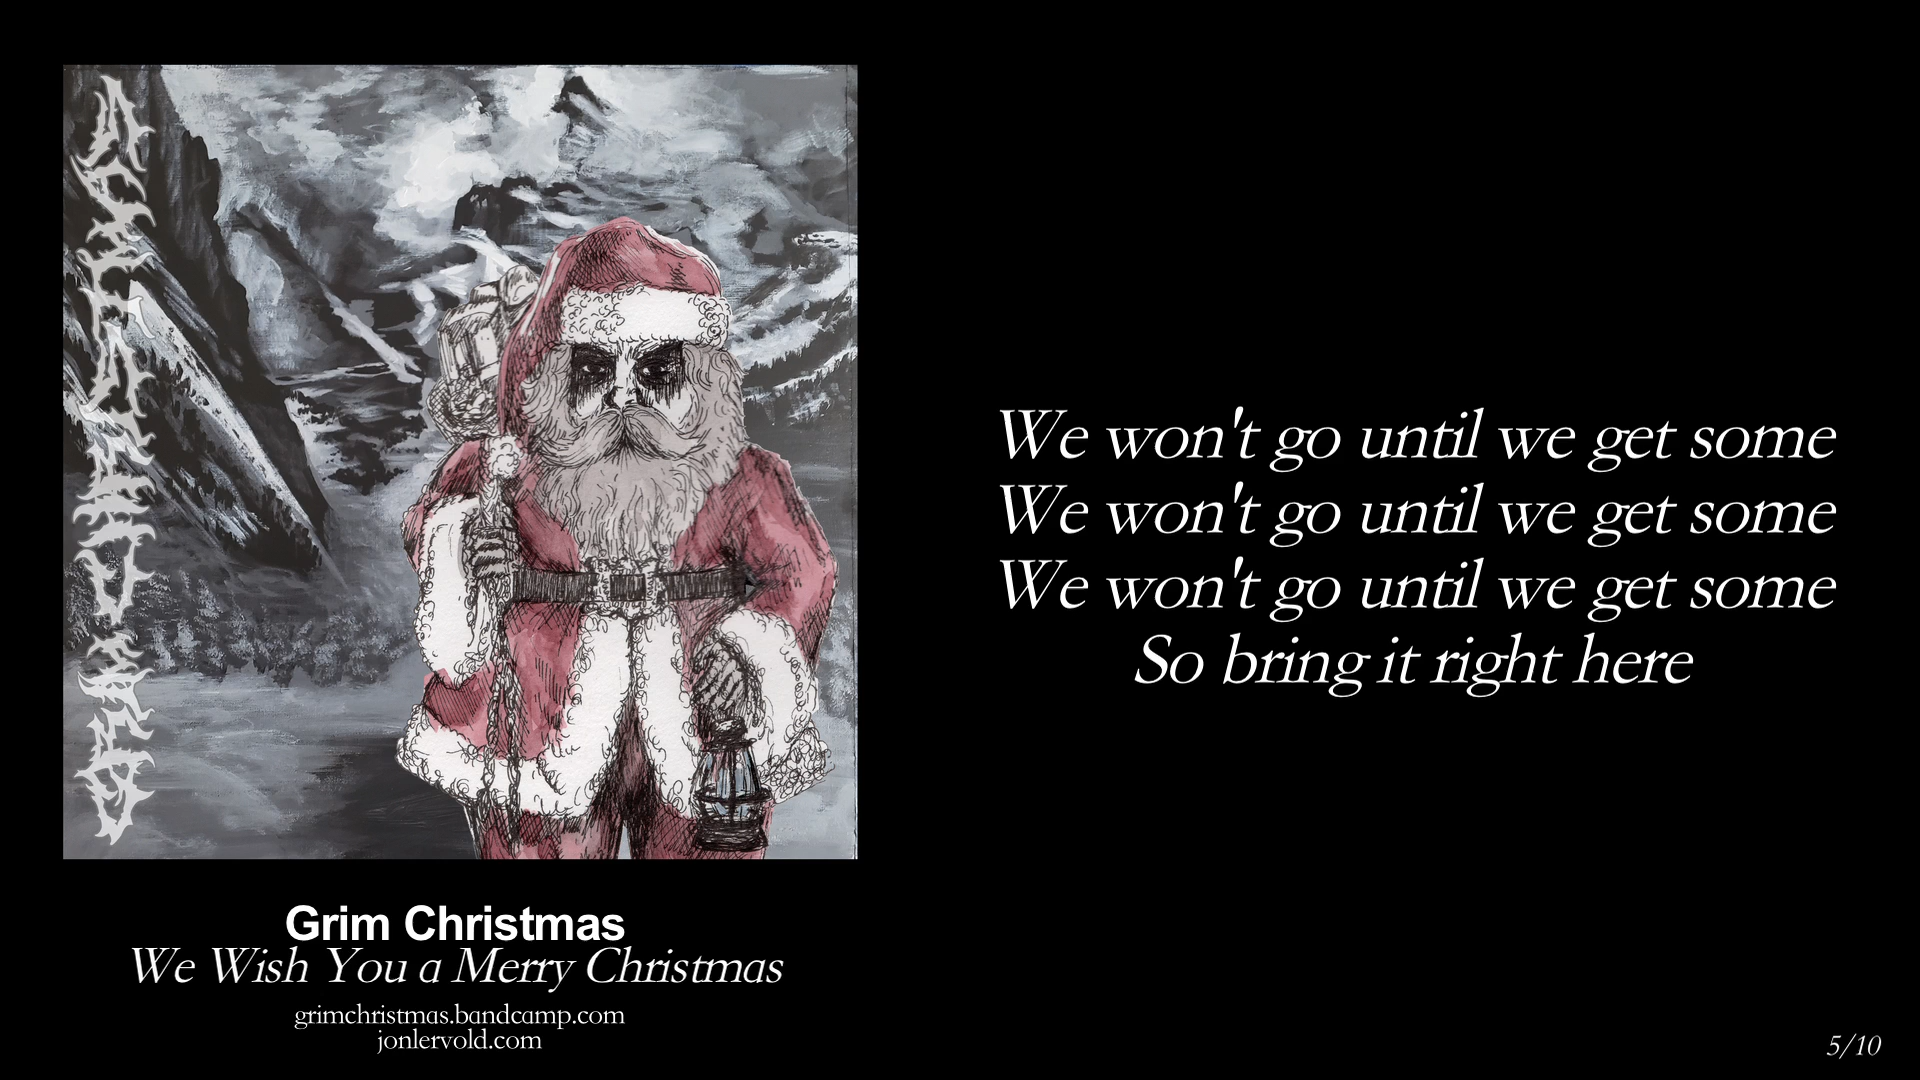 We won't go until we get some
We won't go until we get some
We won't go until we get some
So bring it right here
Grim Christmas
We Wish You a Merry Christmas
grimchristmas.bandcamp.com
jonlervold.com
5/10